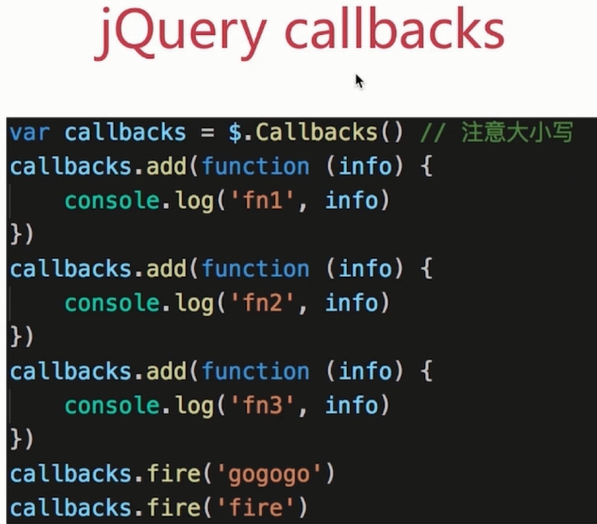 jQuery callbacks
var callbacks = $.Callbacks() // 注意大小写
callbacks.add(function (info) {
    console.log('fn1', info)
})
callbacks.add(function (info) {
    console.log('fn2', info)
})
callbacks.add(function (info) {
    console.log('fn3', info)
})
callbacks.fire('gogogo')
callbacks.fire('fire')